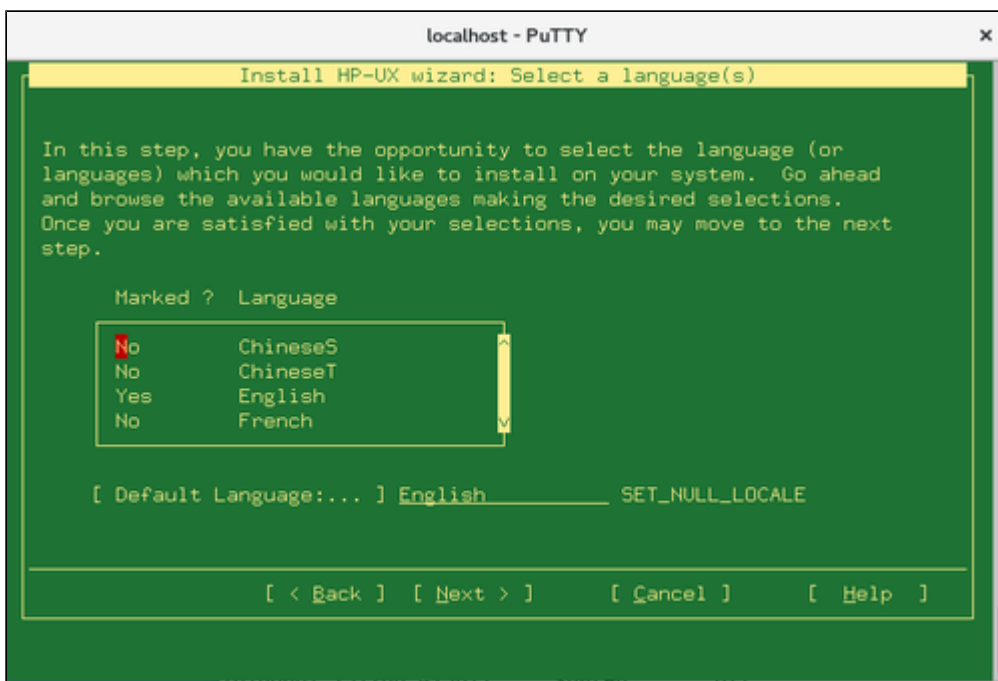 localhost - PuTTY ×
Install HP-UX wizard: Select a language(s)
In this step, you have the opportunity to select the language (or
languages) which you would like to install on your system.  Go ahead
and browse the available languages making the desired selections.
Once you are satisfied with your selections, you may move to the next
step.
Marked ?  Language
No ChineseS ^
No ChineseT
Yes English
No French v
[ Default Language:... ] English_________ SET_NULL_LOCALE
[ < Back ] [ Next > ] [ Cancel ] [ Help ]